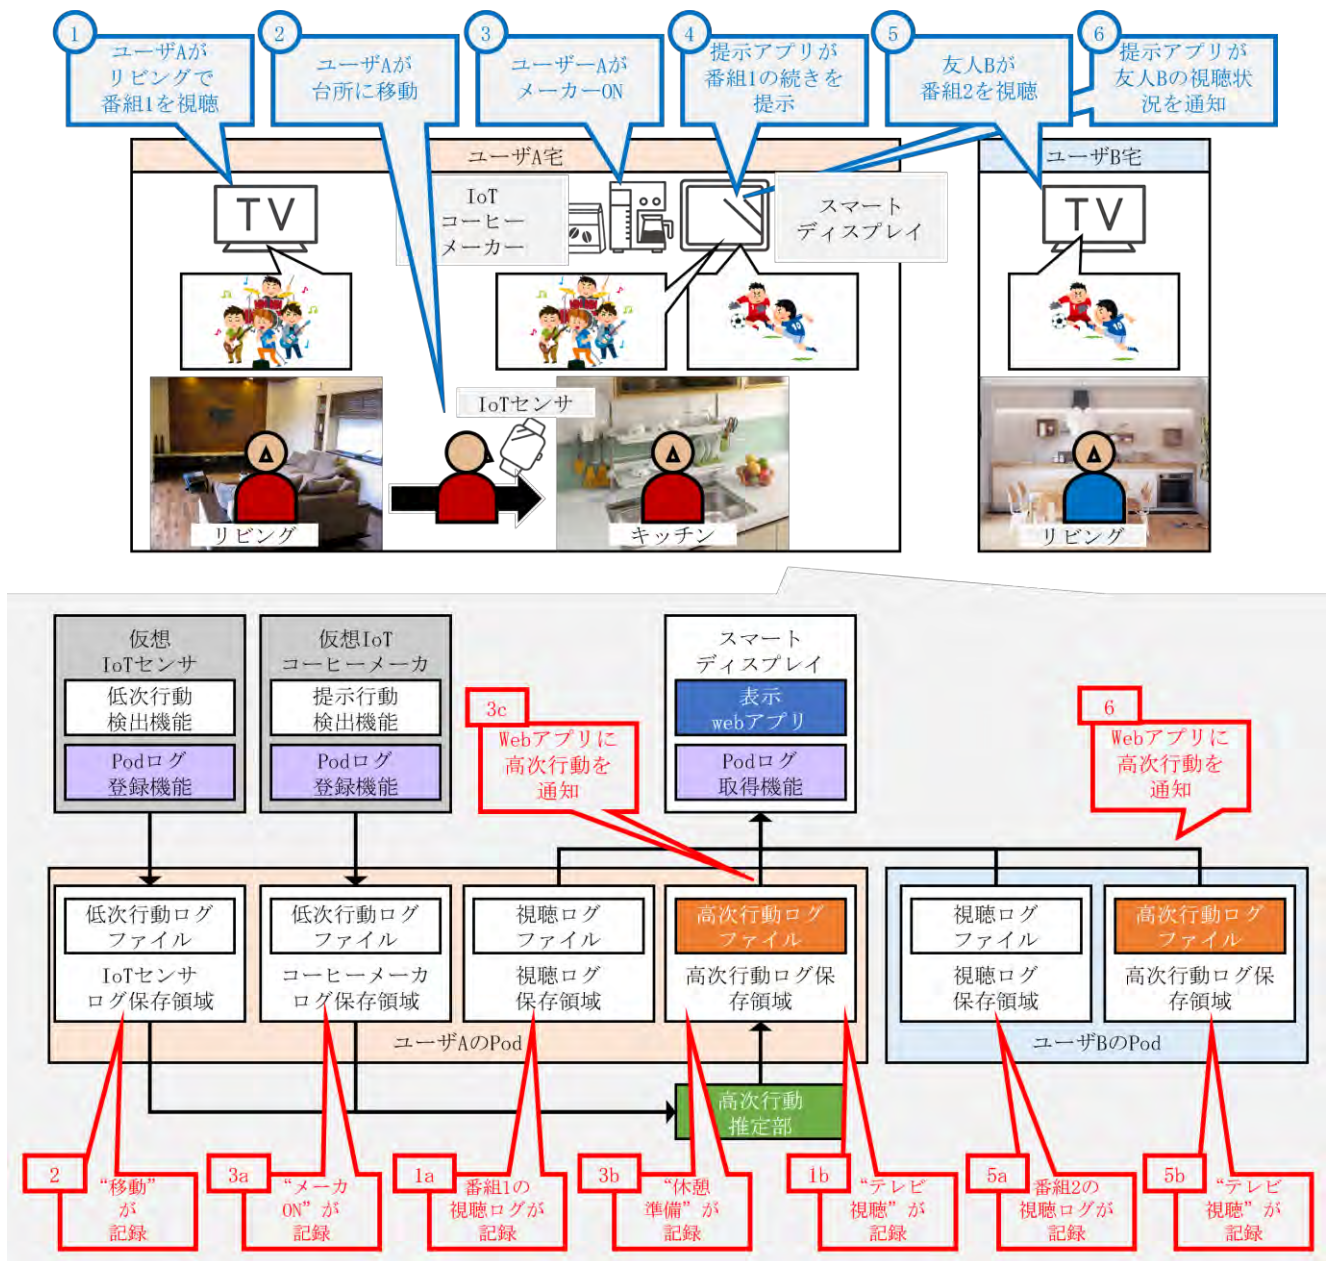 1
ユーザAが
リビングで
番組1を視聴
2
ユーザAが
台所に移動
3
ユーザーAが
メーカーON
4
提示アプリが
番組1の続きを
提示
5
友人Bが
番組2を視聴
6
提示アプリが
友人Bの視聴状
況を通知
ユーザA宅
ユーザB宅
TV
IoT
コーヒー
メーカー
スマート
ディスプレイ
TV
IoTセンサ
リビング
キッチン
リビング
仮想
IoTセンサ
低次行動
検出機能
Podログ
登録機能
仮想IoT
コーヒーメーカ
提示行動
検出機能
Podログ
登録機能
スマート
ディスプレイ
表示
webアプリ
Podログ
取得機能
3c
Webアプリに
高次行動を
通知
6
Webアプリに
高次行動を
通知
低次行動ログ
ファイル
IoTセンサ
ログ保存領域
低次行動ログ
ファイル
コーヒーメーカ
ログ保存領域
視聴ログ
ファイル
視聴ログ
保存領域
高次行動ログ
ファイル
高次行動ログ保
存領域
ユーザAのPod
視聴ログ
ファイル
視聴ログ
保存領域
高次行動ログ
ファイル
高次行動ログ保
存領域
ユーザBのPod
高次行動
推定部
2
“移動”
が
記録
3a
“メーカ
ON”が
記録
1a
番組1の
視聴ログが
記録
3b
“休憩
準備”が
記録
1b
“テレビ
視聴”が
記録
5a
番組2の
視聴ログが
記録
5b
“テレビ
視聴”が
記録